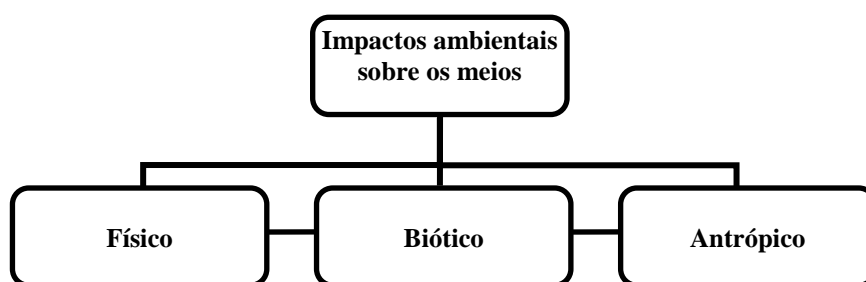 Impactos ambientais
sobre os meios
Físico
Biótico
Antrópico